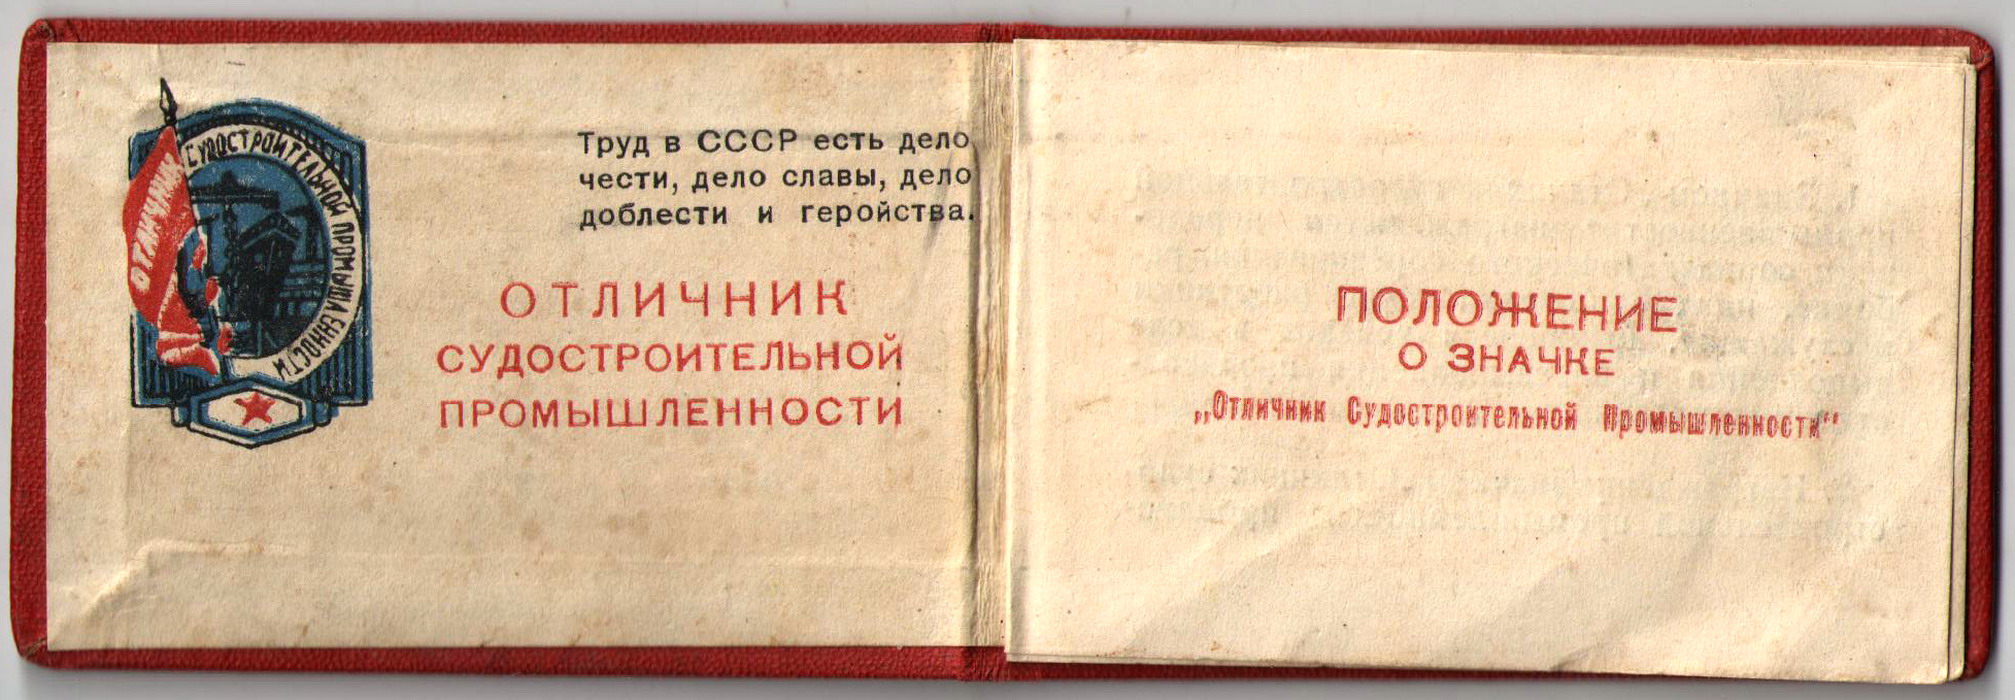 ОТЛИЧНИК
СУДОСТРОИТЕЛЬНОЙ ПРОМЫШЛЕННОСТИ
Труд в СССР есть дело
чести, дело славы, дело
доблести и геройства.
ОТЛИЧНИК
СУДОСТРОИТЕЛЬНОЙ
ПРОМЫШЛЕННОСТИ
ПОЛОЖЕНИЕ
О ЗНАЧКЕ
„Отличник Судостроительной Промышленности“